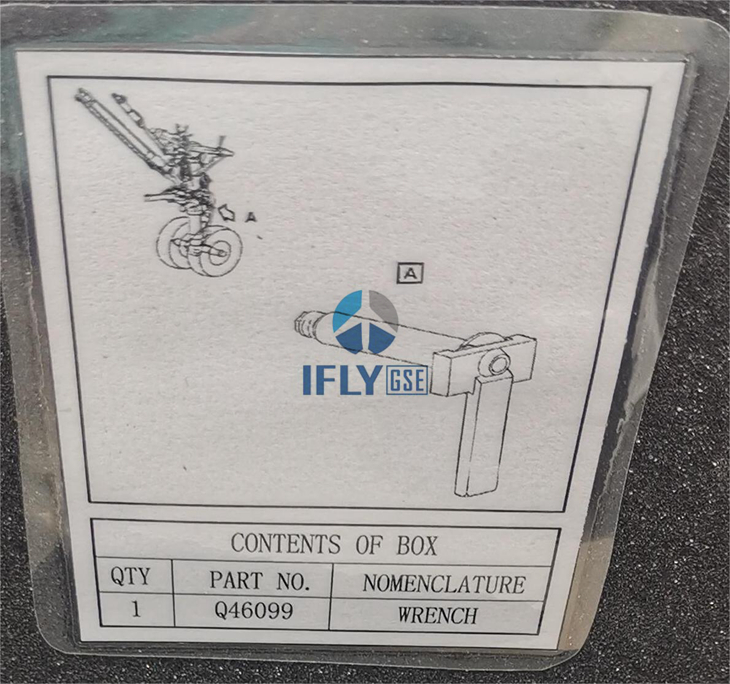 A
A
IFLY GSE
CONTENTS OF BOX
QTY PART NO. NOMENCLATURE
1 Q46099 WRENCH